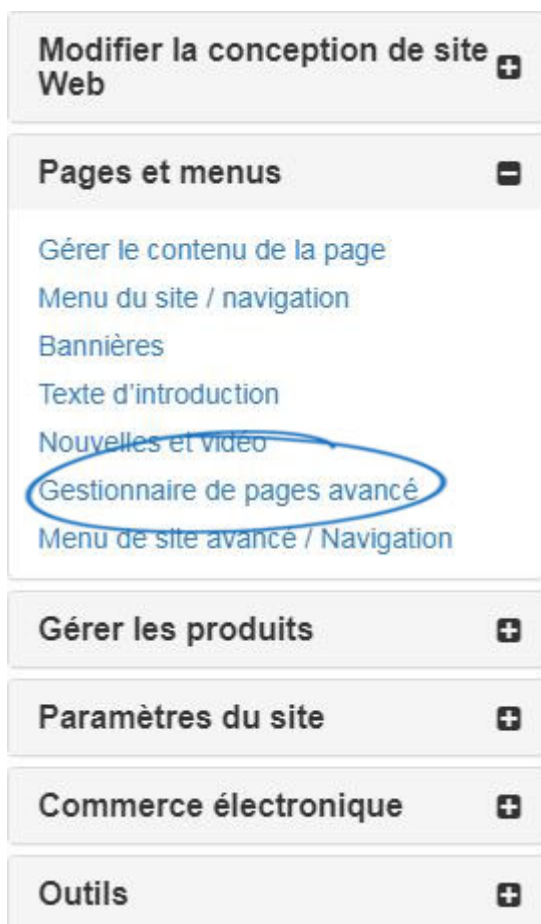 Modifier la conception de site
Web
Pages et menus
Gérer le contenu de la page
Menu du site / navigation
Bannières
Texte d'introduction
Nouvelles et vidéo
Gestionnaire de pages avancé
Menu de site avancé / Navigation
Gérer les produits
Paramètres du site
Commerce électronique
Outils